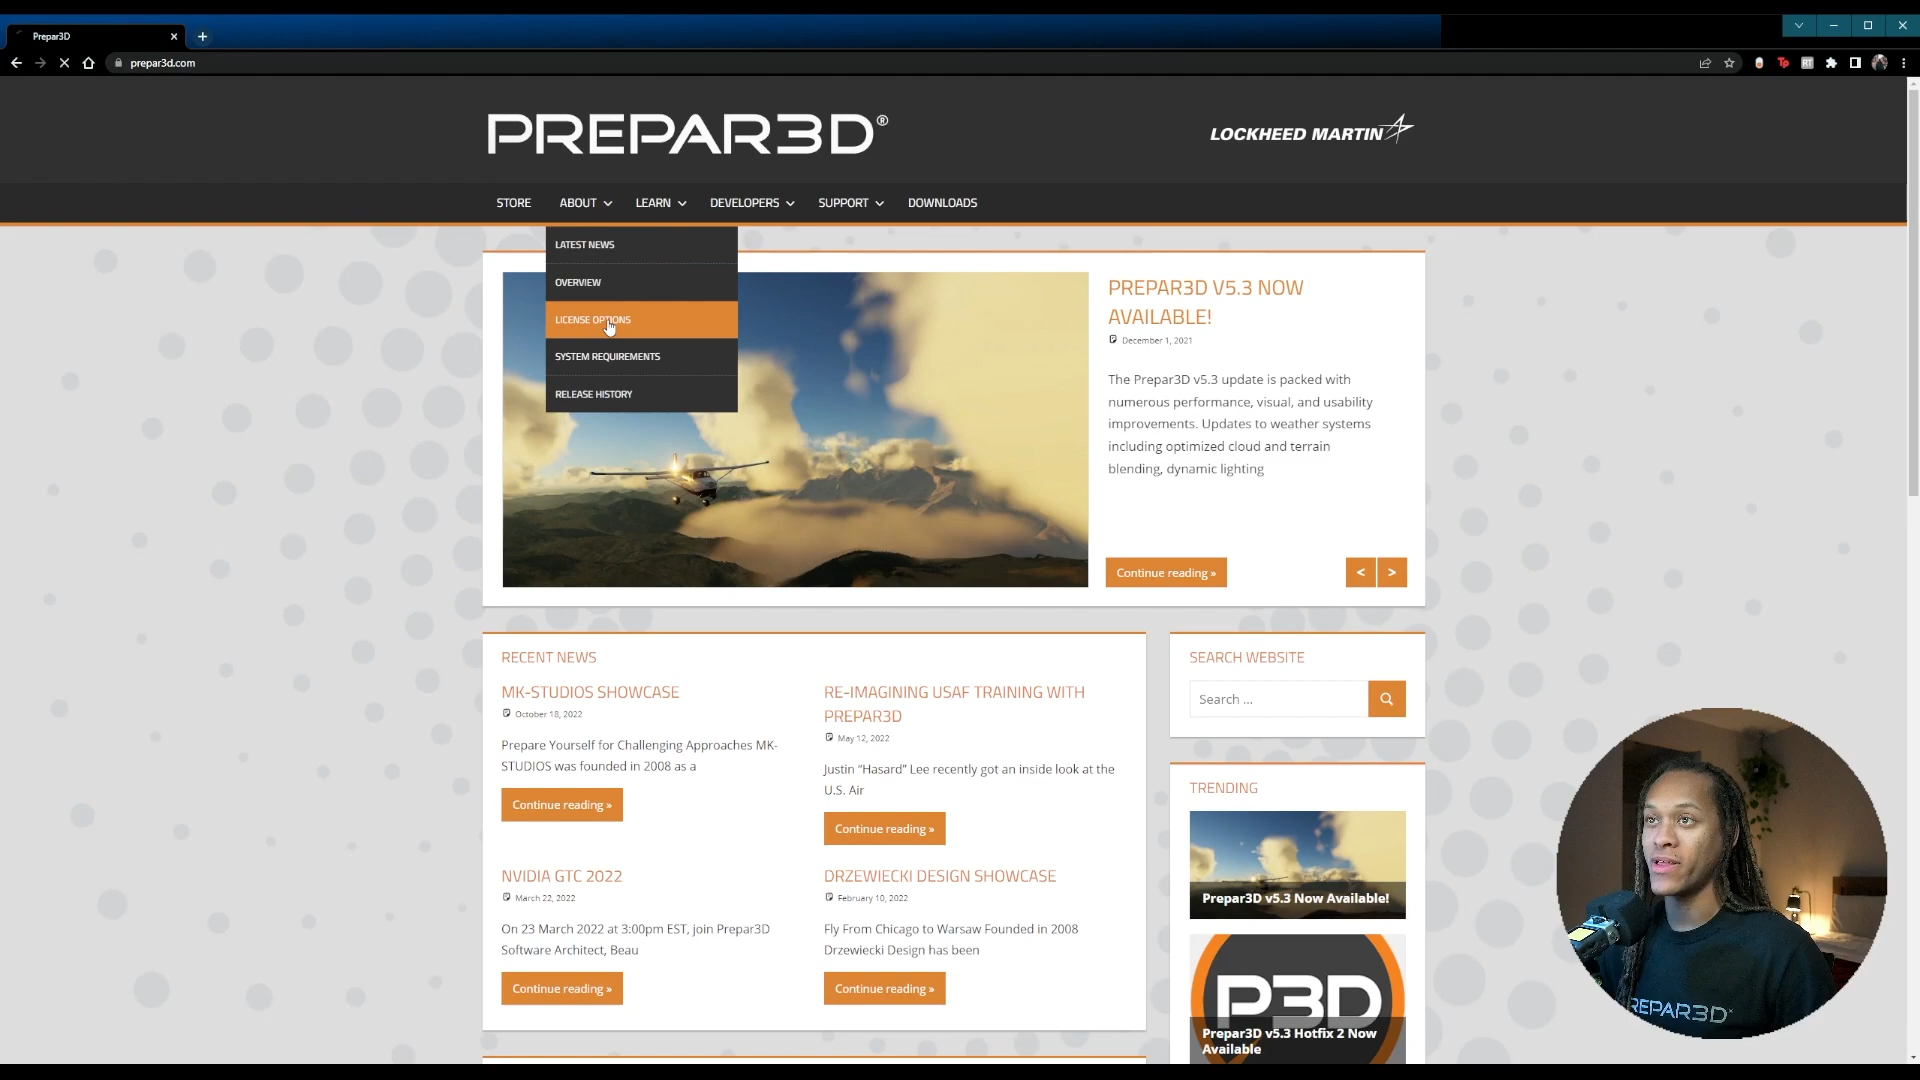 Prepar3D
prepar3d.com
PREPAR3D®
LOCKHEED MARTIN
STORE ABOUT LEARN DEVELOPERS SUPPORT DOWNLOADS
LATEST NEWS
OVERVIEW
LICENSE OPTIONS
SYSTEM REQUIREMENTS
RELEASE HISTORY
PREPAR3D V5.3 NOW
AVAILABLE!
December 1, 2021
The Prepar3D v5.3 update is packed with
numerous performance, visual, and usability
improvements. Updates to weather systems
including optimized cloud and terrain
blending, dynamic lighting
Continue reading »
< >
RECENT NEWS
MK-STUDIOS SHOWCASE
October 18, 2022
Prepare Yourself for Challenging Approaches MK-
STUDIOS was founded in 2008 as a
Continue reading »
RE-IMAGINING USAF TRAINING WITH
PREPAR3D
May 12, 2022
Justin “Hasard” Lee recently got an inside look at the
U.S. Air
Continue reading »
NVIDIA GTC 2022
March 22, 2022
On 23 March 2022 at 3:00pm EST, join Prepar3D
Software Architect, Beau
Continue reading »
DRZEWIECKI DESIGN SHOWCASE
February 10, 2022
Fly From Chicago to Warsaw Founded in 2008
Drzewiecki Design has been
Continue reading »
SEARCH WEBSITE
Search ...
TRENDING
Prepar3D v5.3 Now Available!
P3D
Prepar3D v5.3 Hotfix 2 Now
Available
PREPAR3D